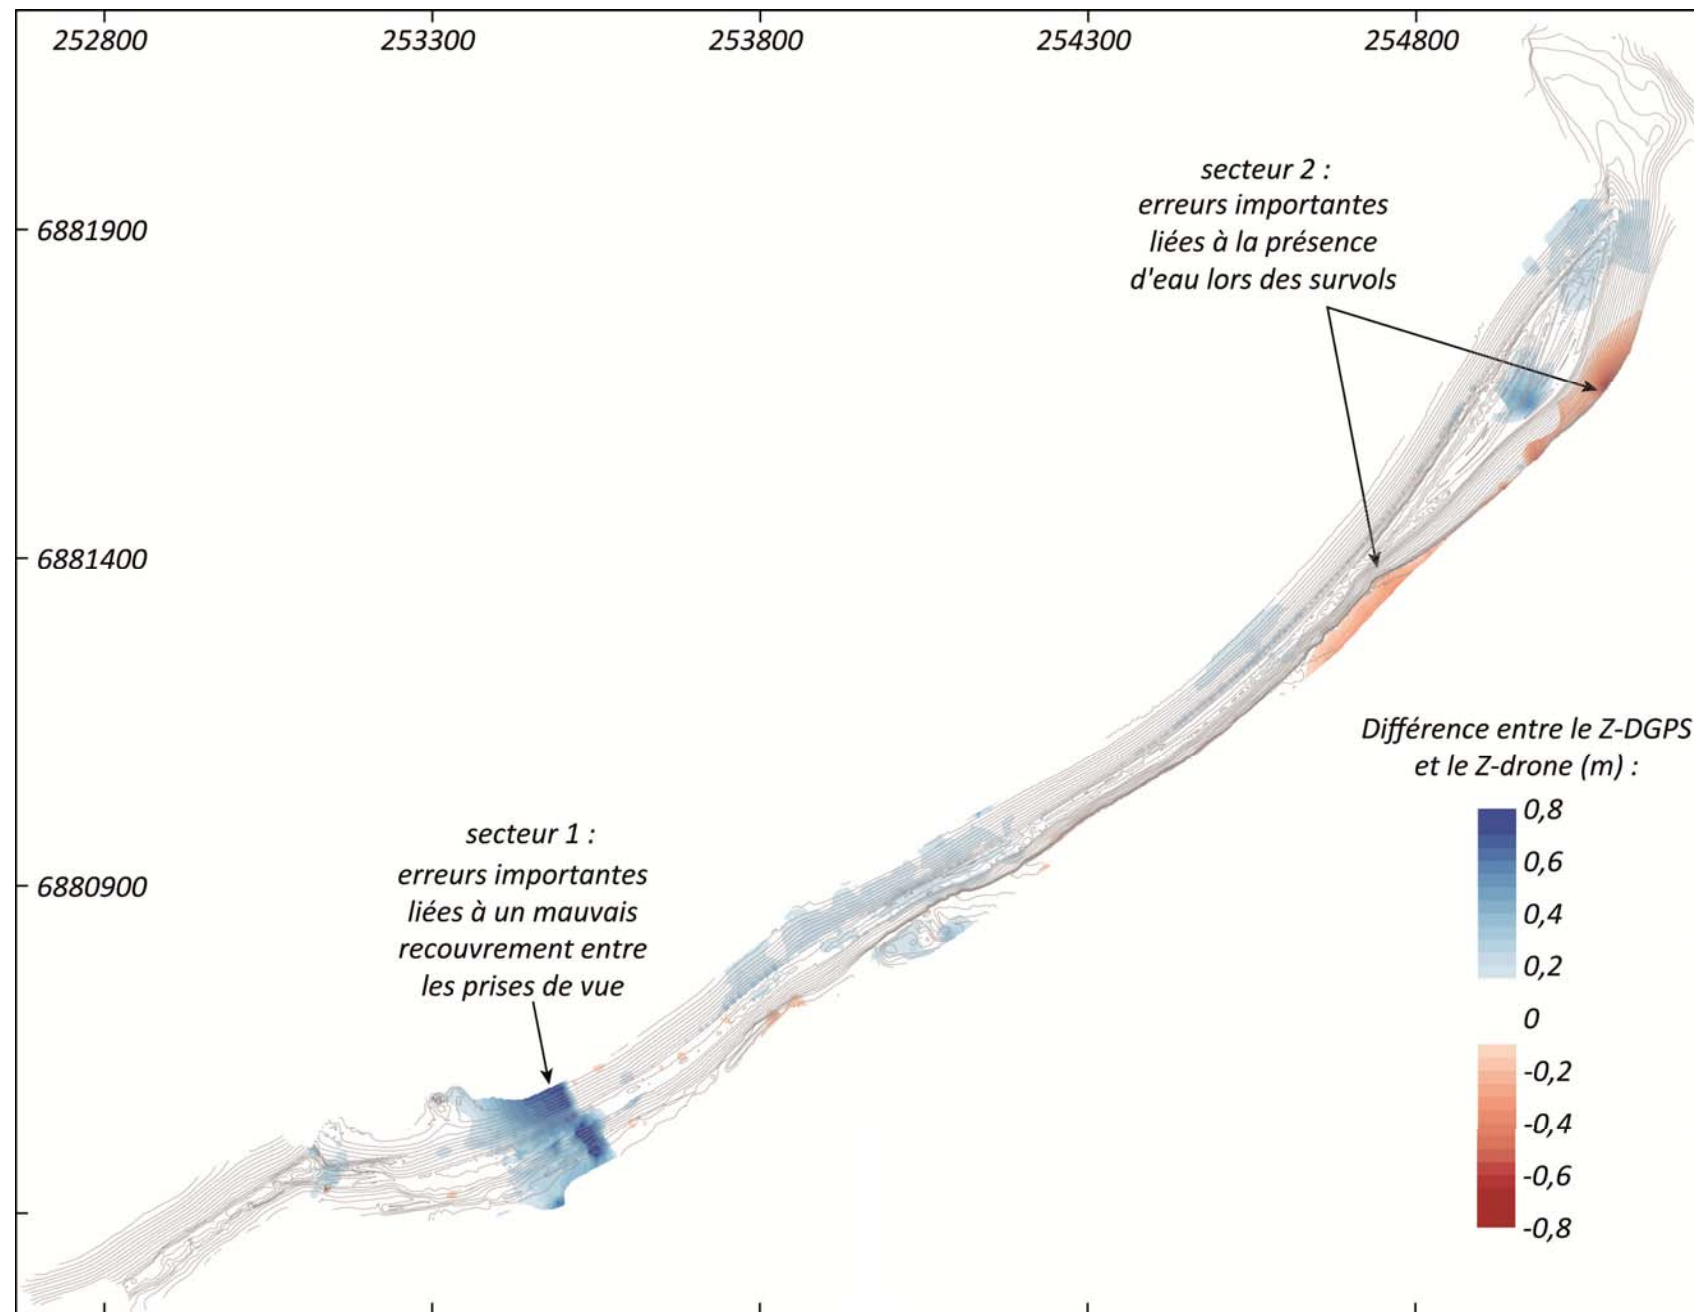 252800
253300
253800
254300
254800
secteur 2 :
erreurs importantes
liées à la présence
d'eau lors des survols
6881900
6881400
6880900
secteur 1 :
erreurs importantes
liées à un mauvais
recouvrement entre
les prises de vue
Différence entre le Z-DGPS
et le Z-drone (m) :
0,8
0,6
0,4
0,2
0
-0,2
-0,4
-0,6
-0,8